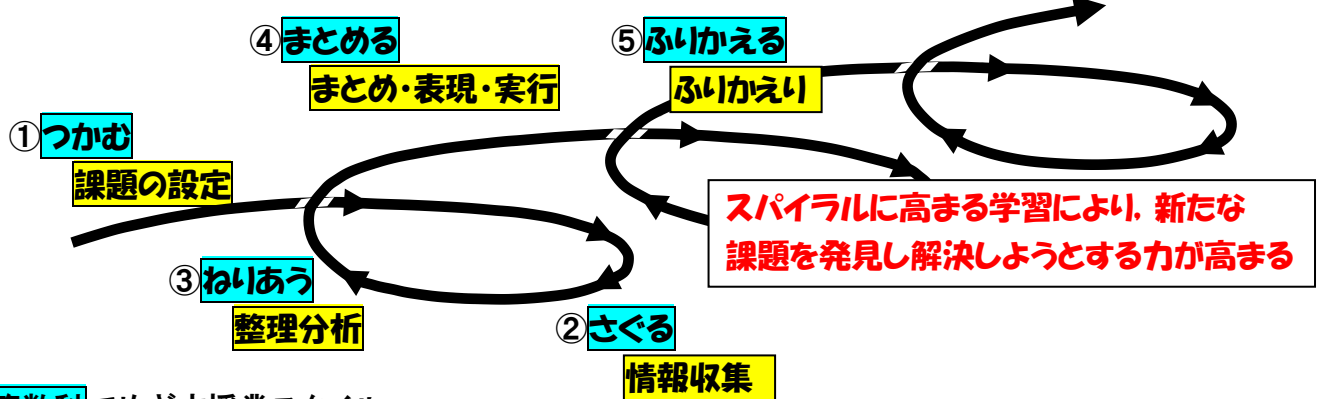 ①つかむ
課題の設定
②さぐる
情報収集
③ねりあう
整理分析
④まとめる
まとめ・表現・実行
⑤ふりかえる
ふりかえり
スパイラルに高まる学習により,新たな
課題を発見し解決しようとする力が高まる